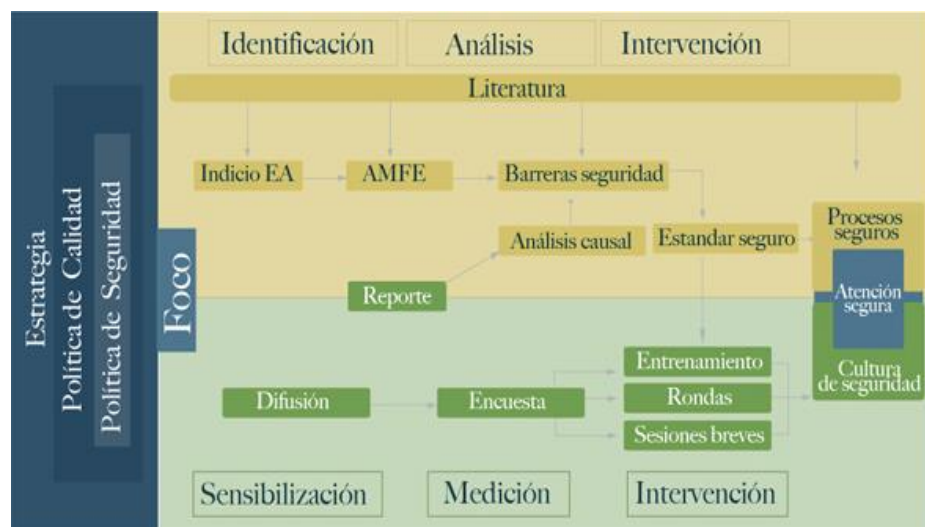 Estrategia
Política de Calidad
Política de Seguridad
Foco
Identificación
Análisis
Intervención
Literatura
Indicio EA
AMFE
Barreras seguridad
Análisis causal
Estandar seguro
Procesos
seguros
Reporte
Atención
segura
Entrenamiento
Difusión
Encuesta
Rondas
Cultura
de seguridad
Sesiones breves
Sensibilización
Medición
Intervención